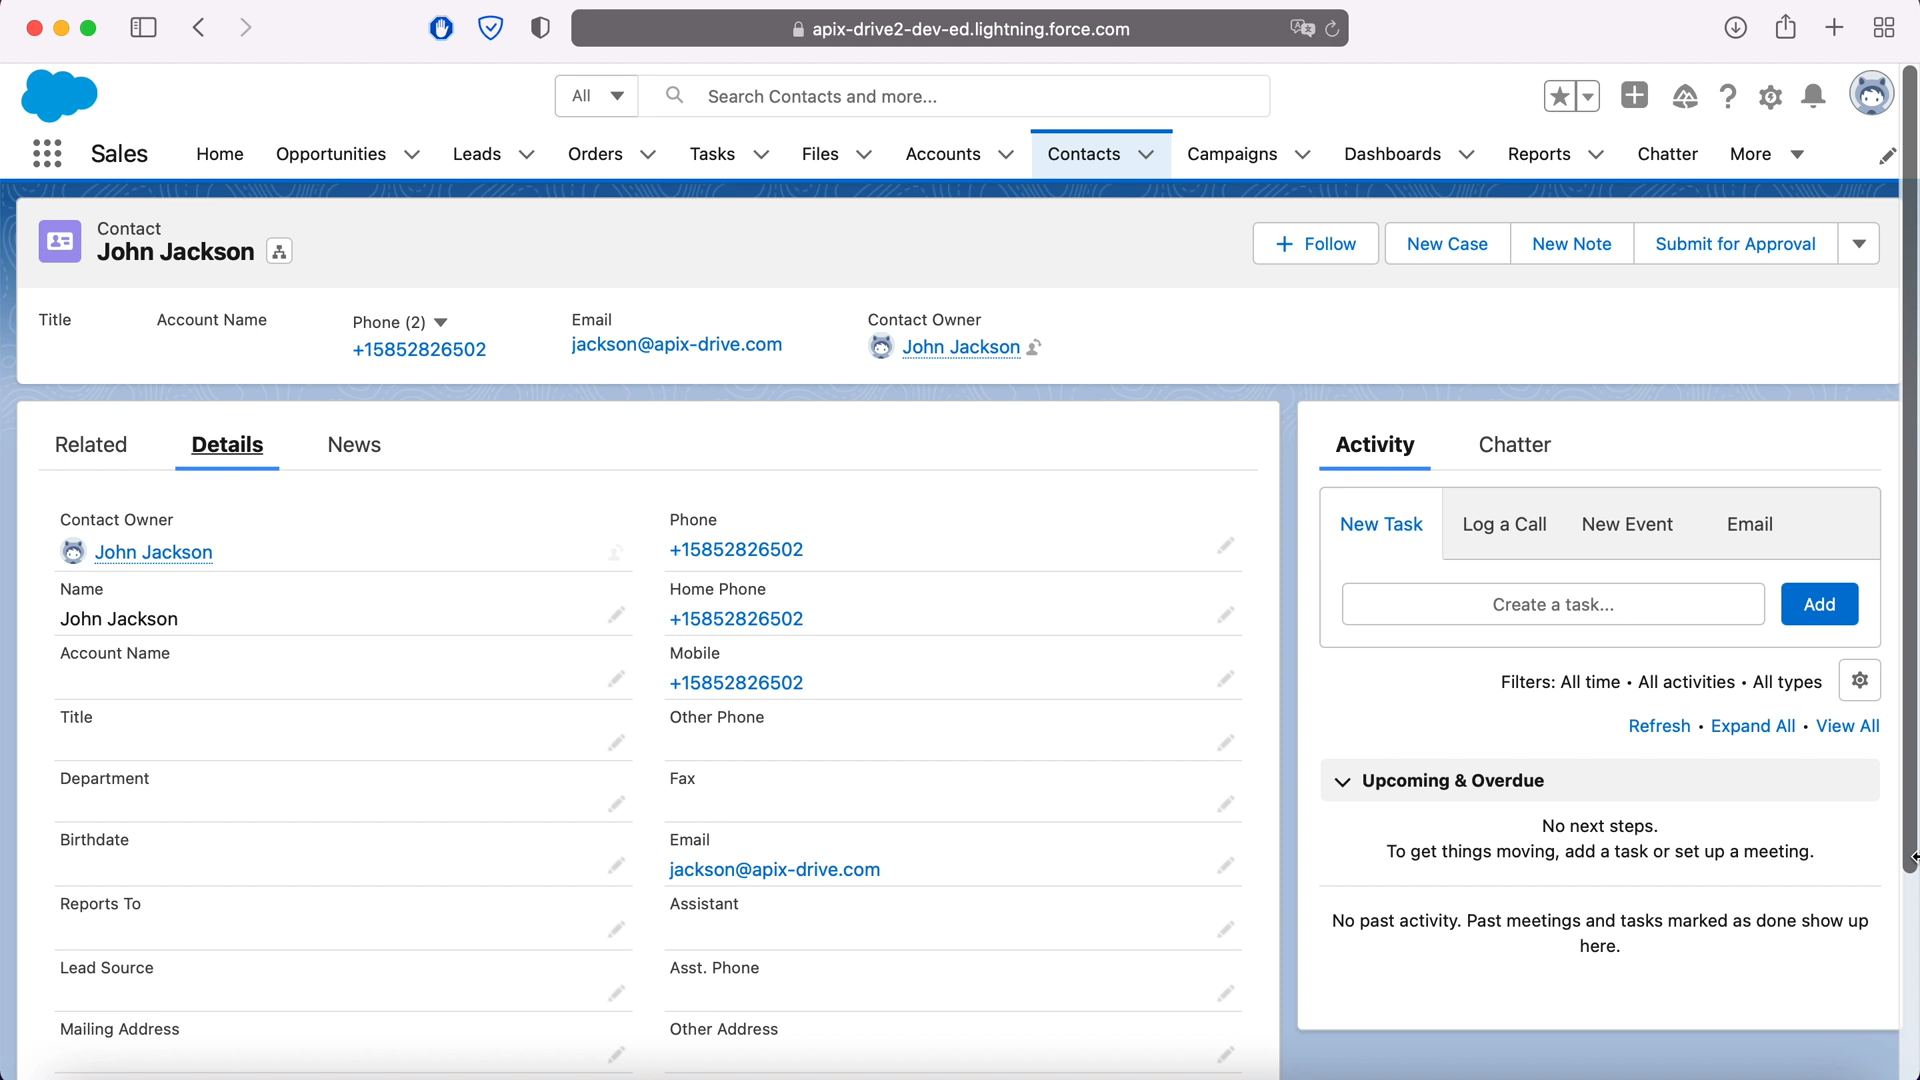 apix-drive2-dev-ed.lightning.force.com
All
Search Contacts and more...
Sales
Home
Opportunities
Leads
Orders
Tasks
Files
Accounts
Contacts
Campaigns
Dashboards
Reports
Chatter
More
Contact
John Jackson
Follow
New Case
New Note
Submit for Approval
Title
Account Name
Phone (2)
+15852826502
Email
jackson@apix-drive.com
Contact Owner
John Jackson
Related
Details
News
Contact Owner
John Jackson
Name
John Jackson
Account Name
Title
Department
Birthdate
Reports To
Lead Source
Mailing Address
Phone
+15852826502
Home Phone
+15852826502
Mobile
+15852826502
Other Phone
Fax
Email
jackson@apix-drive.com
Assistant
Asst. Phone
Other Address
Activity
Chatter
New Task
Log a Call
New Event
Email
Create a task...
Add
Filters: All time • All activities • All types
Refresh • Expand All • View All
Upcoming & Overdue
No next steps.
To get things moving, add a task or set up a meeting.
No past activity. Past meetings and tasks marked as done show up
here.